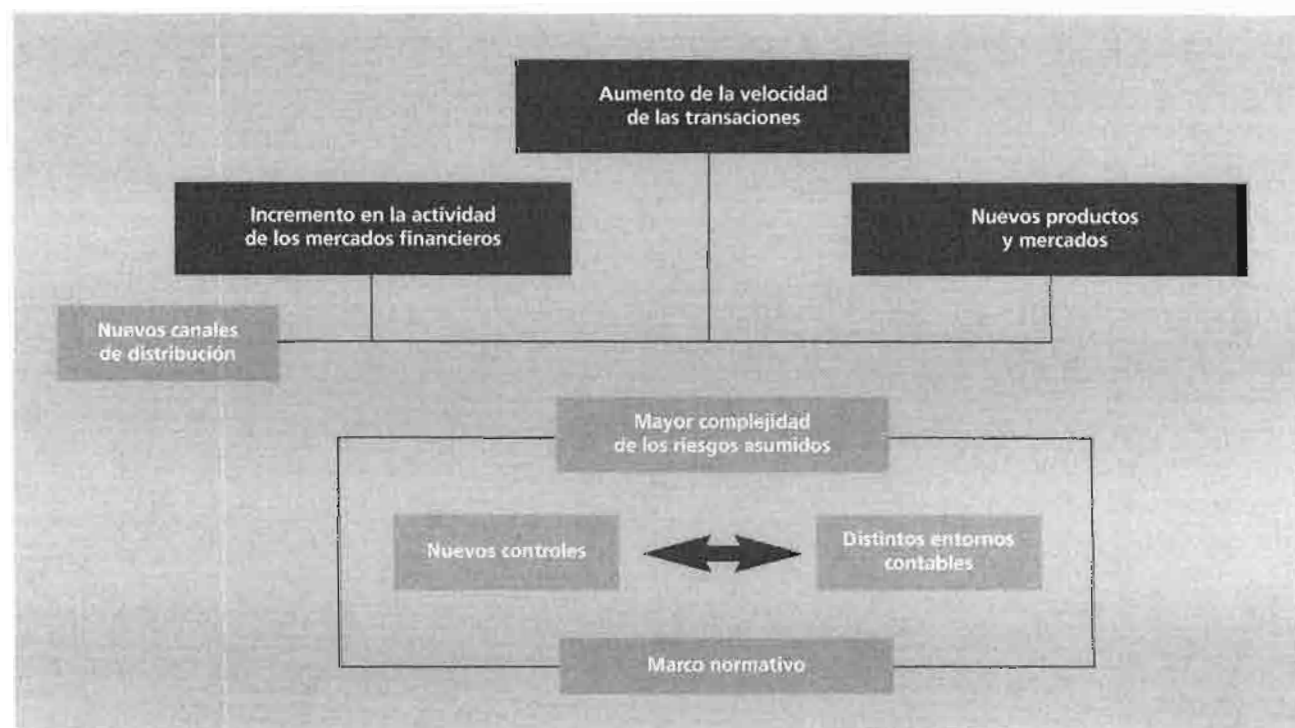 Aumento de la velocidad
de las transaciones
Incremento en la actividad
de los mercados financieros
Nuevos productos
y mercados
Nuevos canales
de distribución
Mayor complejidad
de los riesgos asumidos
Nuevos controles
Distintos entornos
contables
Marco normativo